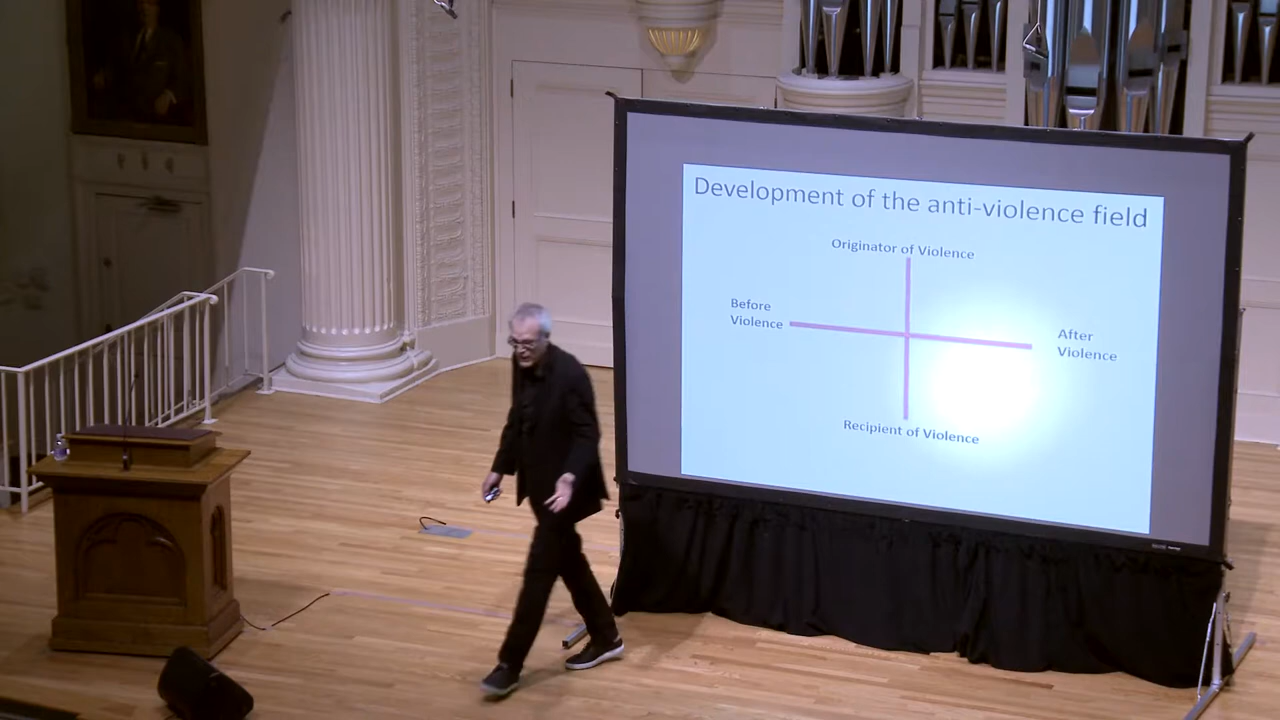 Development of the anti-violence field
Originator of Violence
Before
Violence
After
Violence
Recipient of Violence